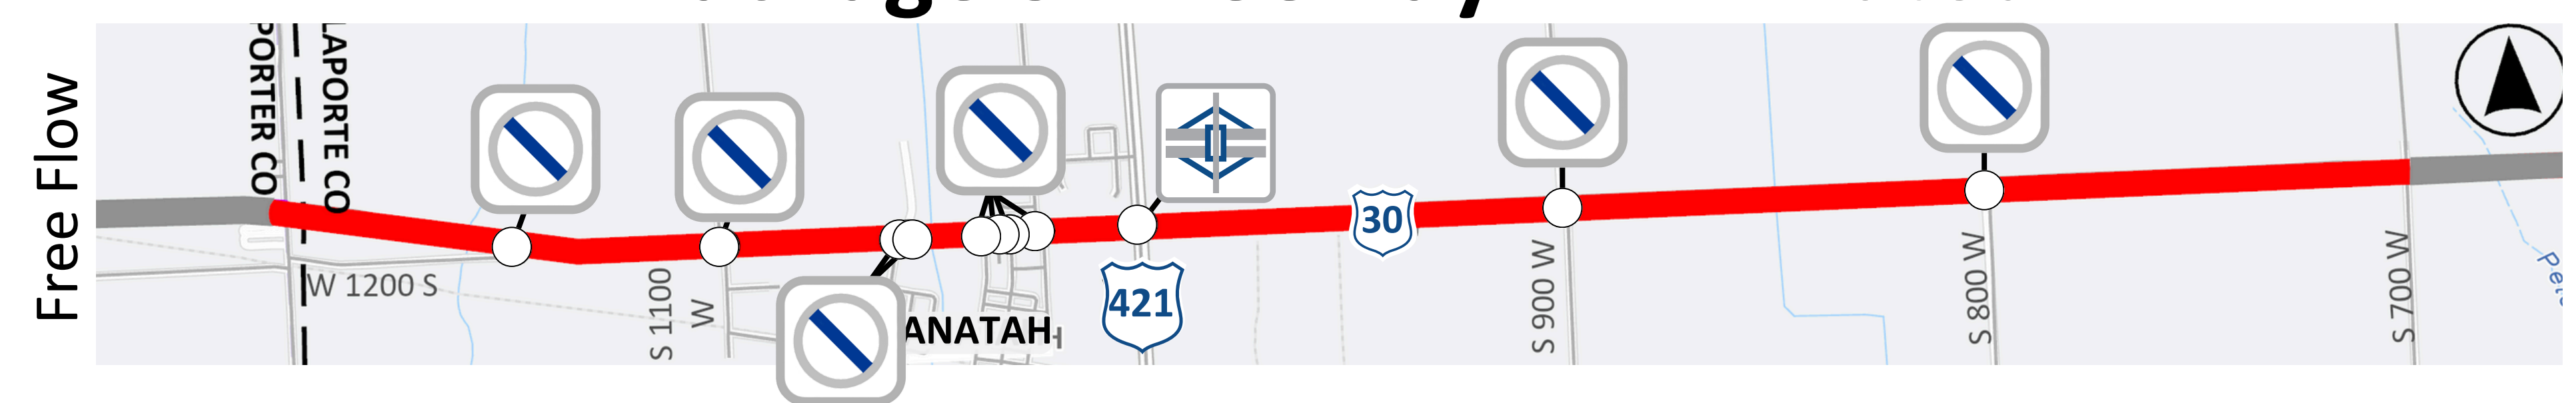 Free Flow
PORTER CO
LAPORTE CO
W 1200 S
S 1100
W
ANATAH
421
30
S 900 W
S 800 W
S 700 W